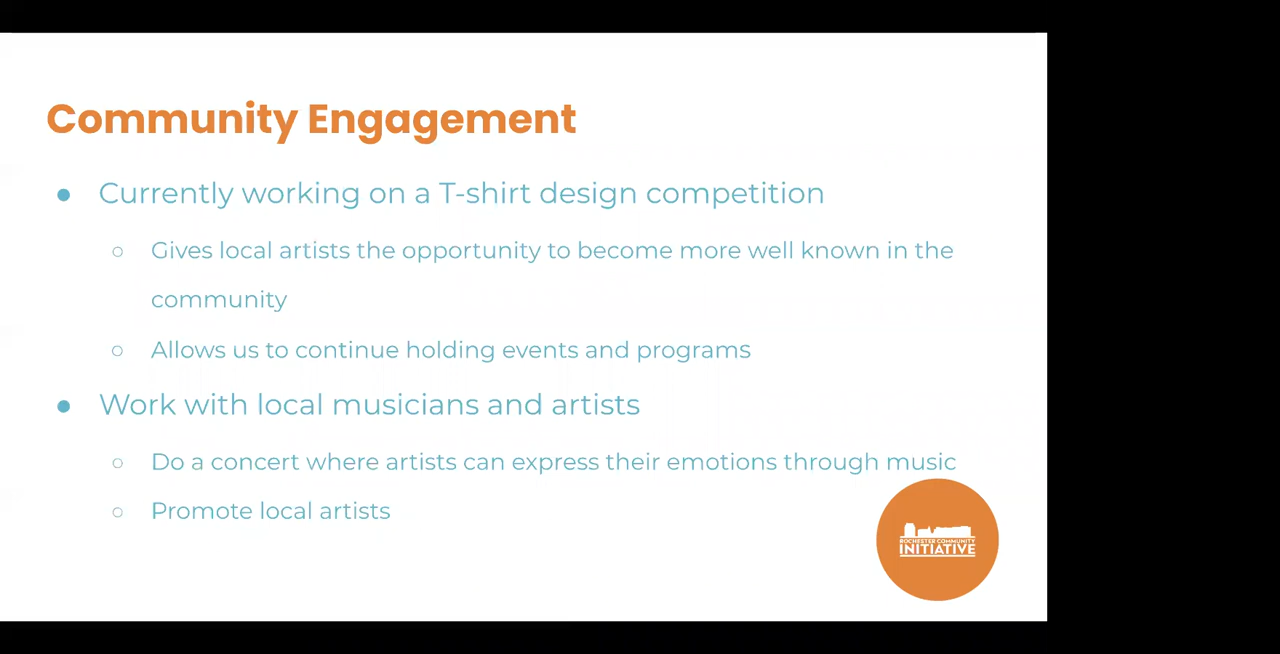 Community Engagement
● Currently working on a T-shirt design competition
○ Gives local artists the opportunity to become more well known in the
community
○ Allows us to continue holding events and programs
● Work with local musicians and artists
○ Do a concert where artists can express their emotions through music
○ Promote local artists
ROCHESTER COMMUNITY
INITIATIVE